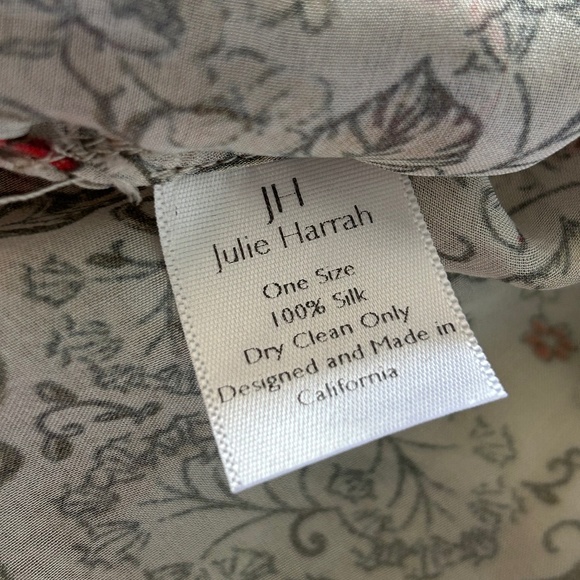 JH
Julie Harrah
One Size
100% Silk
Dry Clean Only
Designed and Made in
California